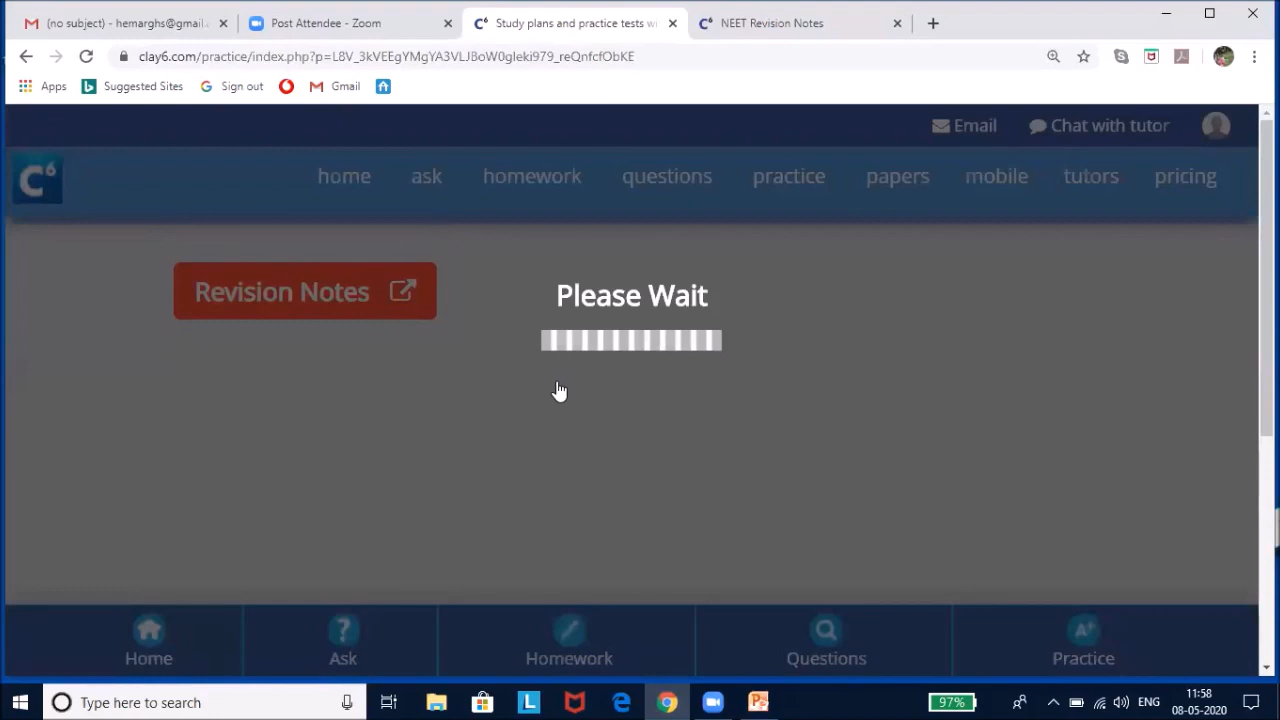 (no subject) - hemarghs@gmail.
Post Attendee - Zoom
Study plans and practice tests wi
NEET Revision Notes
clay6.com/practice/index.php?p=L8V_3kVEEgYMgYA3VLJBoW0gleki979_reQnfcfObKE
Apps
Suggested Sites
Sign out
Gmail
Email
Chat with tutor
C6
home
ask
homework
questions
practice
papers
mobile
tutors
pricing
Revision Notes
Please Wait
Home
Ask
Homework
Questions
Practice
Type here to search
97%
ENG
11:58
08-05-2020